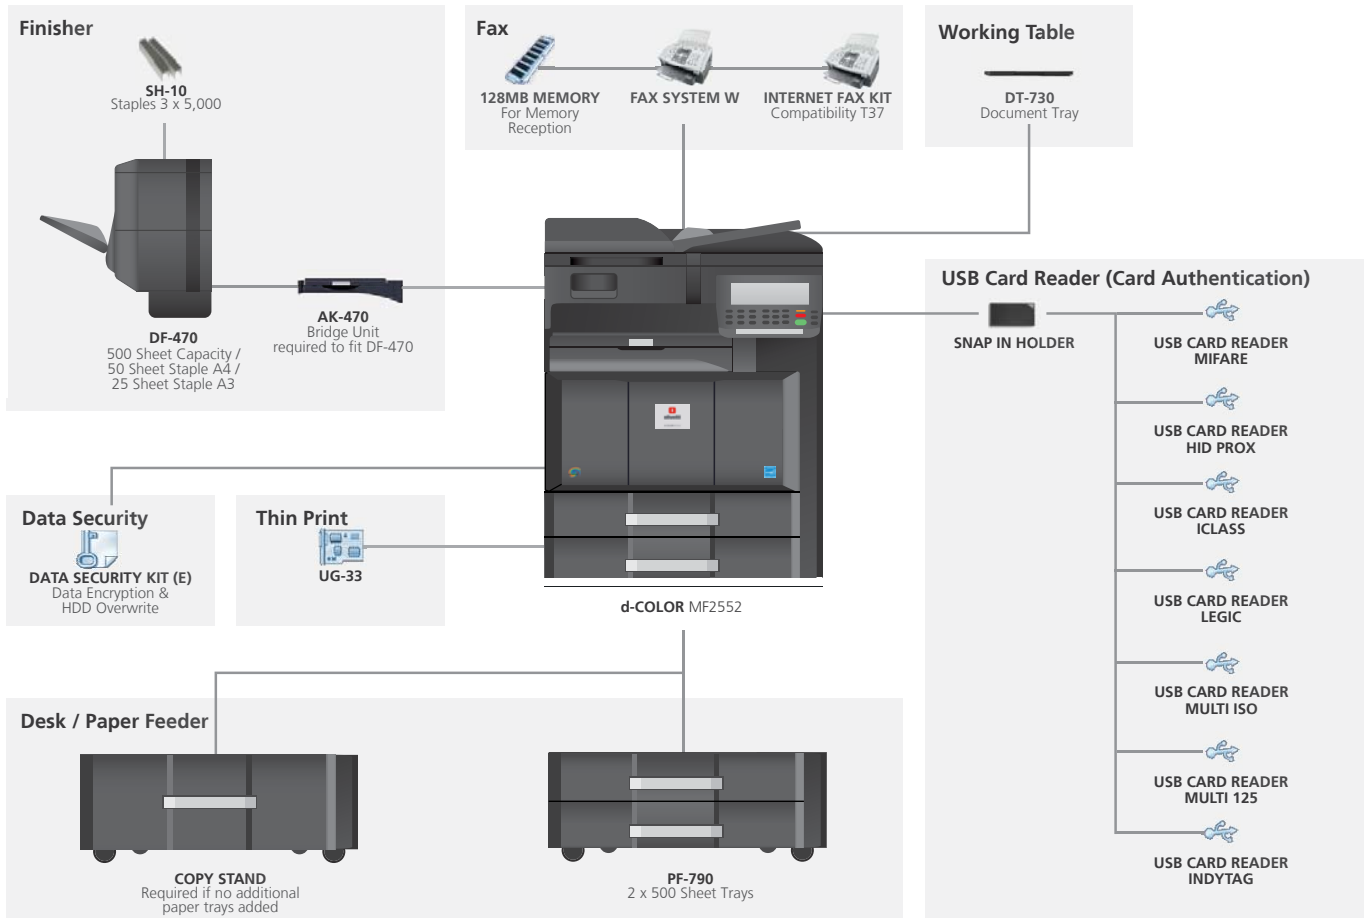 Finisher
SH-10
Staples 3 x 5,000
DF-470
500 Sheet Capacity /
50 Sheet Staple A4 /
25 Sheet Staple A3
AK-470
Bridge Unit
required to fit DF-470
Fax
128MB MEMORY
For Memory
Reception
FAX SYSTEM W
INTERNET FAX KIT
Compatibility T37
Working Table
DT-730
Document Tray
USB Card Reader (Card Authentication)
SNAP IN HOLDER
USB CARD READER
MIFARE
USB CARD READER
HID PROX
USB CARD READER
ICLASS
USB CARD READER
LEGIC
USB CARD READER
MULTI ISO
USB CARD READER
MULTI 125
USB CARD READER
INDYTAG
Data Security
DATA SECURITY KIT (E)
Data Encryption &
HDD Overwrite
Thin Print
UG-33
d-COLOR MF2552
Desk / Paper Feeder
COPY STAND
Required if no additional
paper trays added
PF-790
2 x 500 Sheet Trays